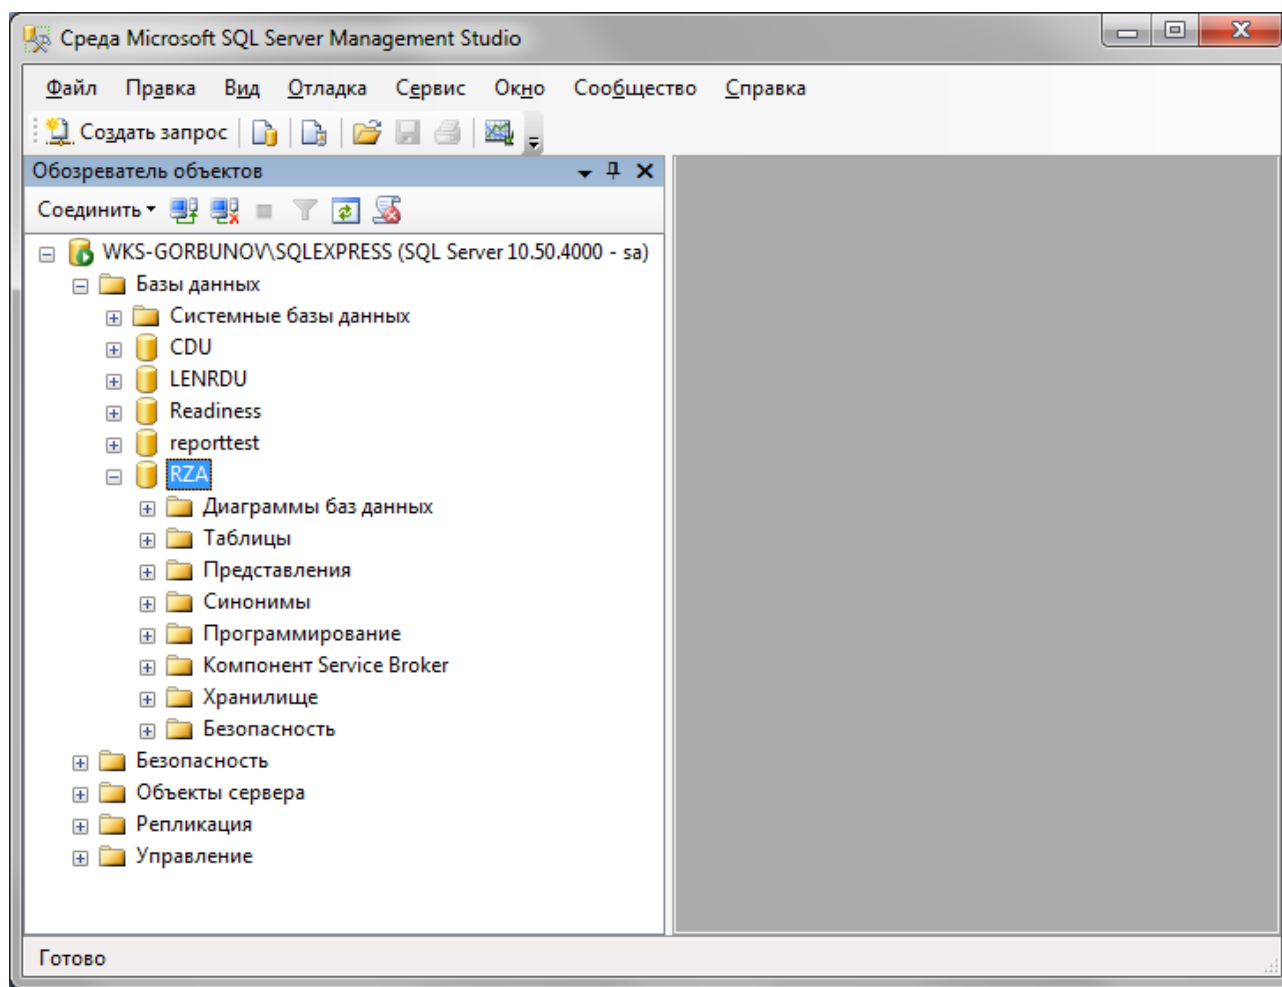 Среда Microsoft SQL Server Management Studio
Файл Правка Вид Отладка Сервис Окно Сообщество Справка
Создать запрос
Обозреватель объектов
Соединить
WKS-GORBUNOV\SQLEXPRESS (SQL Server 10.50.4000 - sa)
Базы данных
Системные базы данных
CDU
LENRDU
Readiness
reporttest
RZA
Диаграммы баз данных
Таблицы
Представления
Синонимы
Программирование
Компонент Service Broker
Хранилище
Безопасность
Безопасность
Объекты сервера
Репликация
Управление
Готово